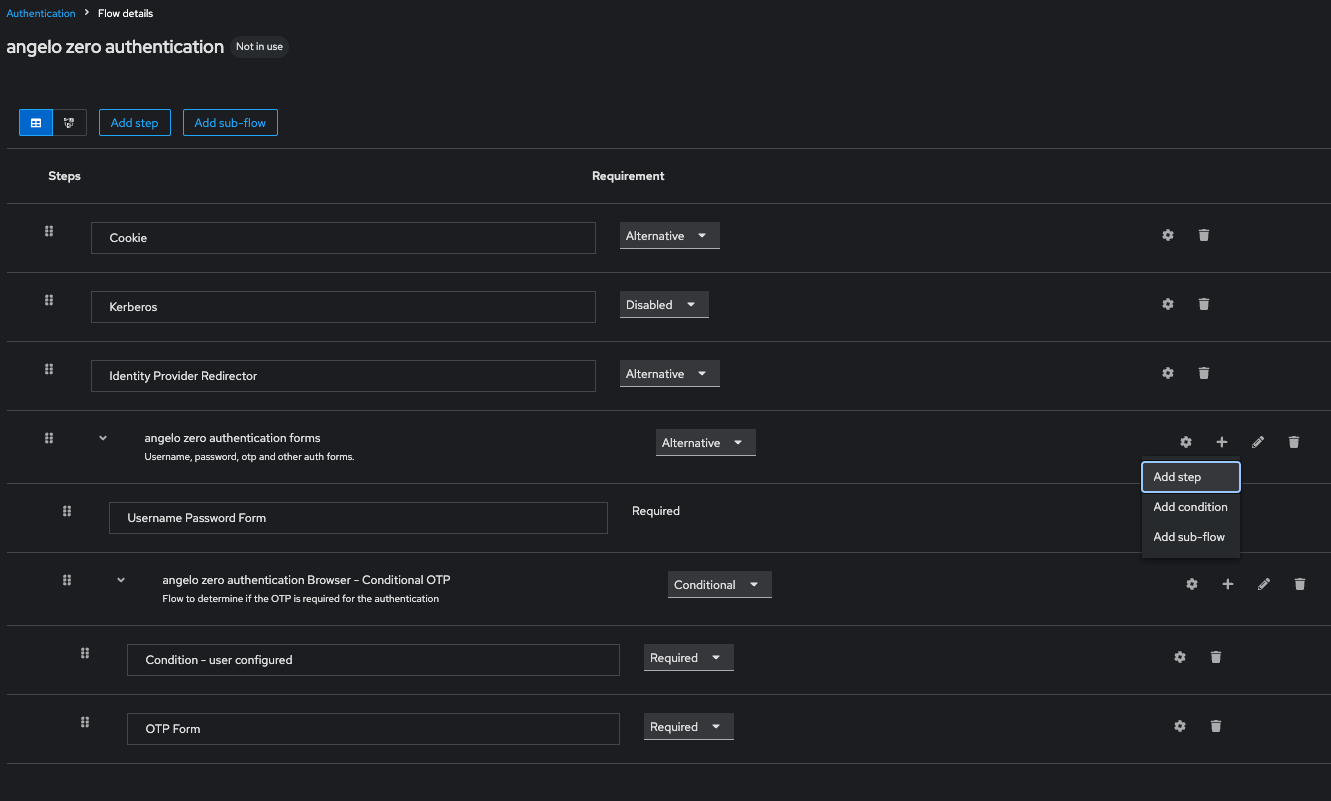 Authentication > Flow details
angelo zero authentication Not in use
Add step Add sub-flow
Steps Requirement
Cookie Alternative
Kerberos Disabled
Identity Provider Redirector Alternative
angelo zero authentication forms Alternative
Username, password, otp and other auth forms.
Add step
Username Password Form Required
Add condition
Add sub-flow
angelo zero authentication Browser - Conditional OTP Conditional
Flow to determine if the OTP is required for the authentication
Condition - user configured Required
OTP Form Required